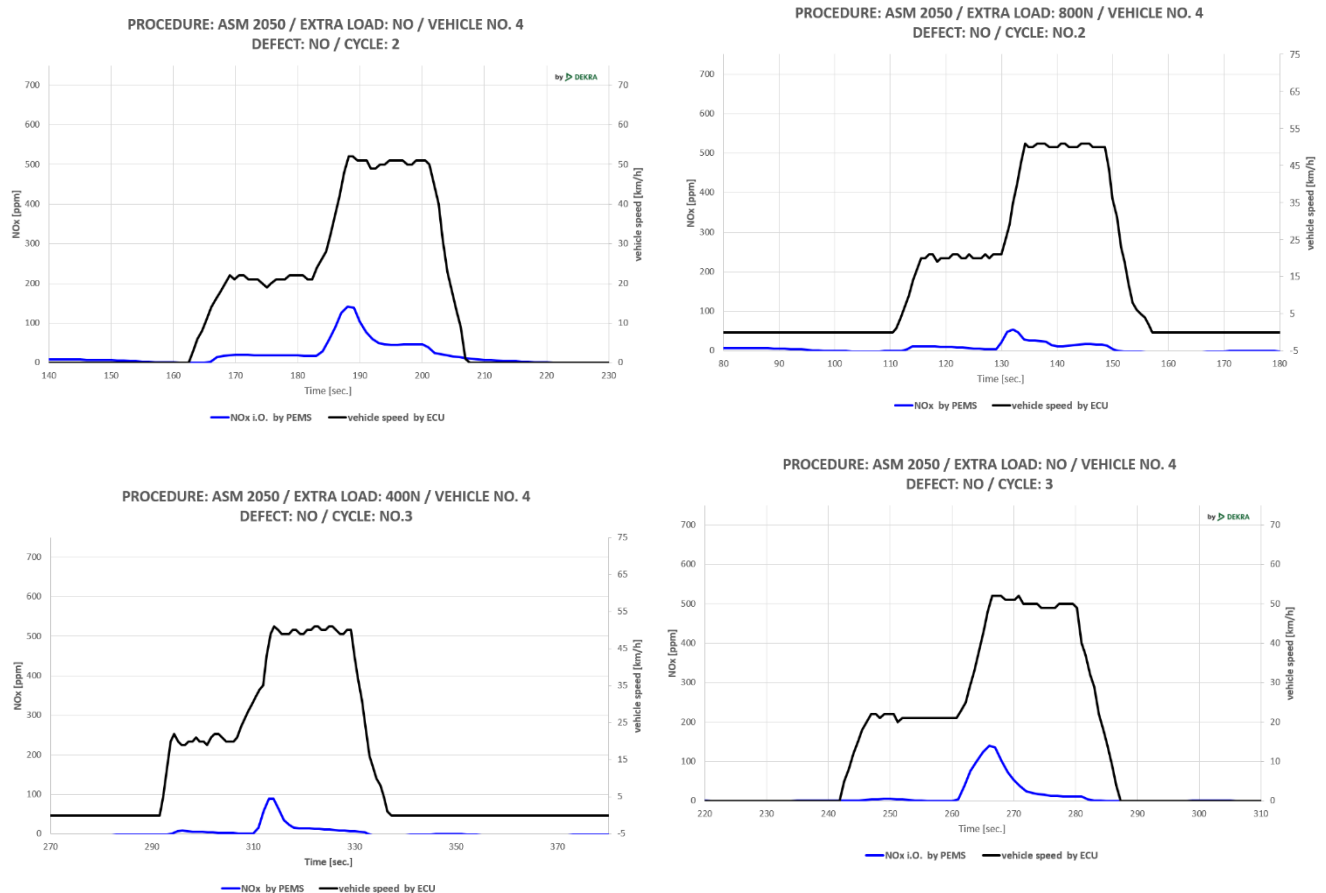 PROCEDURE: ASM 2050 / EXTRA LOAD: NO / VEHICLE NO. 4
DEFECT: NO / CYCLE: 2
by DEKRA
700
600
500
400
300
200
100
0
NOx [ppm]
70
60
50
40
30
20
10
0
vehicle speed [km/h]
140 150 160 170 180 190 200 210 220 230
Time [sec.]
NOx i.O. by PEMS vehicle speed by ECU
PROCEDURE: ASM 2050 / EXTRA LOAD: 800N / VEHICLE NO. 4
DEFECT: NO / CYCLE: NO.2
700
600
500
400
300
200
100
0
NOx [ppm]
75
65
55
45
35
25
15
5
-5
vehicle speed [km/h]
80 90 100 110 120 130 140 150 160 170 180
Time [sec.]
NOx by PEMS vehicle speed by ECU
PROCEDURE: ASM 2050 / EXTRA LOAD: 400N / VEHICLE NO. 4
DEFECT: NO / CYCLE: NO.3
700
600
500
400
300
200
100
0
NOx [ppm]
75
65
55
45
35
25
15
5
-5
vehicle speed [km/h]
270 290 310 330 350 370
Time [sec.]
NOx by PEMS vehicle speed by ECU
PROCEDURE: ASM 2050 / EXTRA LOAD: NO / VEHICLE NO. 4
DEFECT: NO / CYCLE: 3
by DEKRA
700
600
500
400
300
200
100
0
NOx [ppm]
70
60
50
40
30
20
10
0
vehicle speed [km/h]
220 230 240 250 260 270 280 290 300 310
Time [sec.]
NOx i.O. by PEMS vehicle speed by ECU